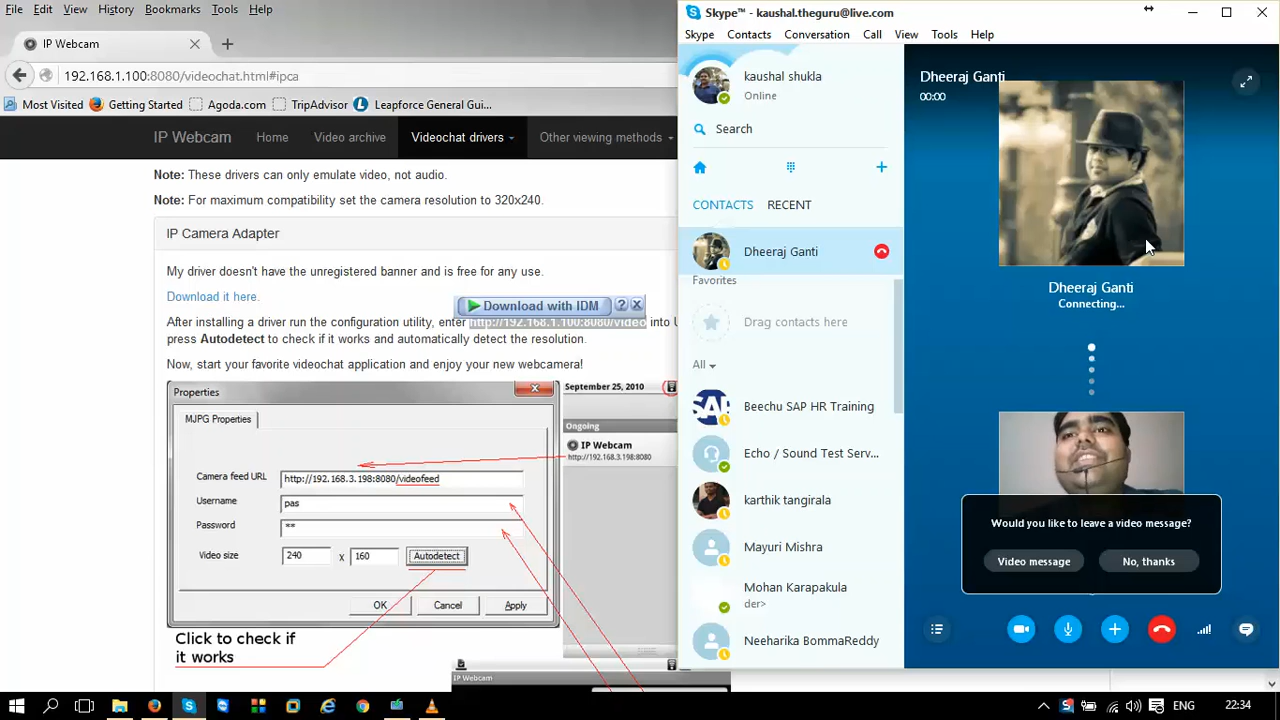 File Edit View History Bookmarks Tools Help
IP Webcam
192.168.1.100:8080/videochat.html#ipca
Most Visited Getting Started Agoda.com TripAdvisor Leapforce General Gui...
IP Webcam Home Video archive Videochat drivers Other viewing methods
Note: These drivers can only emulate video, not audio.
Note: For maximum compatibility set the camera resolution to 320x240.
IP Camera Adapter
My driver doesn't have the unregistered banner and is free for any use.
Download it here.
Download with IDM ?
After installing a driver run the configuration utility, enter http://192.168.1.100:8080/video into U
press Autodetect to check if it works and automatically detect the resolution.
Now, start your favorite videochat application and enjoy your new webcamera!
Properties
MJPG Properties
Camera feed URL http://192.168.3.198:8080/videofeed
Username pas
Password **
Video size 240 x 160 Autodetect
OK Cancel Apply
Click to check if
it works
September 25, 2010
Ongoing
IP Webcam
http://192.168.3.198:8080
IP Webcam
Skype™ - kaushal.theguru@live.com
Skype Contacts Conversation Call View Tools Help
kaushal shukla
Online
Search
CONTACTS RECENT
Dheeraj Ganti
Favorites
Drag contacts here
All
SAP
Beechu SAP HR Training
Echo / Sound Test Serv...
karthik tangirala
Mayuri Mishra
Mohan Karapakula
der>
Neeharika BommaReddy
Dheeraj Ganti
00:00
Dheeraj Ganti
Connecting...
Would you like to leave a video message?
Video message No, thanks
ENG 22:34